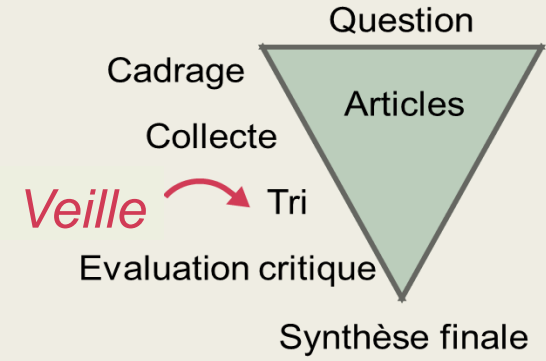 Question
Cadrage
Articles
Collecte
Veille
Tri
Evaluation critique
Synthèse finale